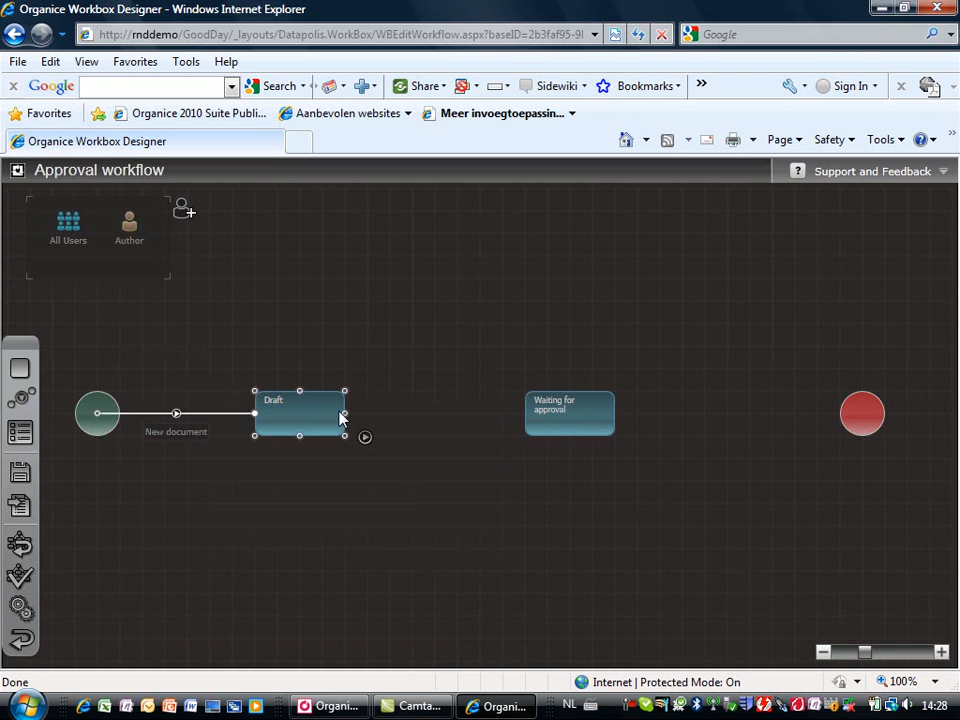 Organice Workbox Designer - Windows Internet Explorer
http://rnddemo/GoodDay/_layouts/Datapolis.WorkBox/WBEditWorkflow.aspx?baseID=2b3faf95-9
Google
File Edit View Favorites Tools Help
Google Search Share Sidewiki Bookmarks Sign In
Favorites Organice 2010 Suite Publ... Aanbevolen websites Meer invoegtoepassin...
Organice Workbox Designer Page Safety Tools
Approval workflow Support and Feedback
All Users Author
Draft
Waiting for
approval
New document
Done Internet | Protected Mode: On 100%
Organi... Camta... Organi... NL 14:28